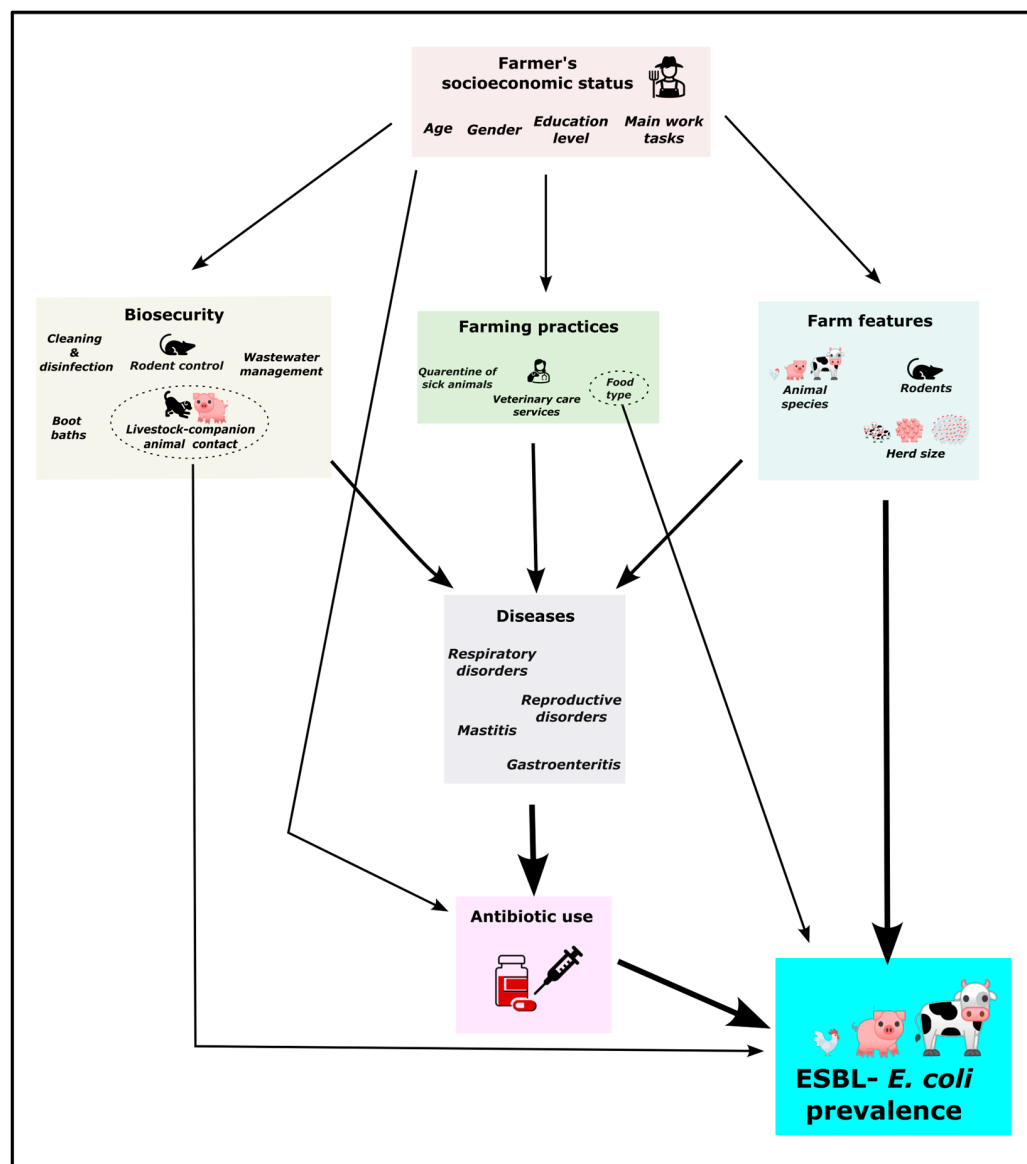 Farmer's
socioeconomic status
Age
Gender
Education
level
Main work
tasks
Biosecurity
Cleaning
&
disinfection
Rodent control
Wastewater
management
Boot
baths
Livestock-companion
animal contact
Farming practices
Quarentine of
sick animals
Veterinary care
services
Food
type
Farm features
Animal
species
Rodents
Herd size
Diseases
Respiratory
disorders
Reproductive
disorders
Mastitis
Gastroenteritis
Antibiotic use
ESBL- E. coli
prevalence